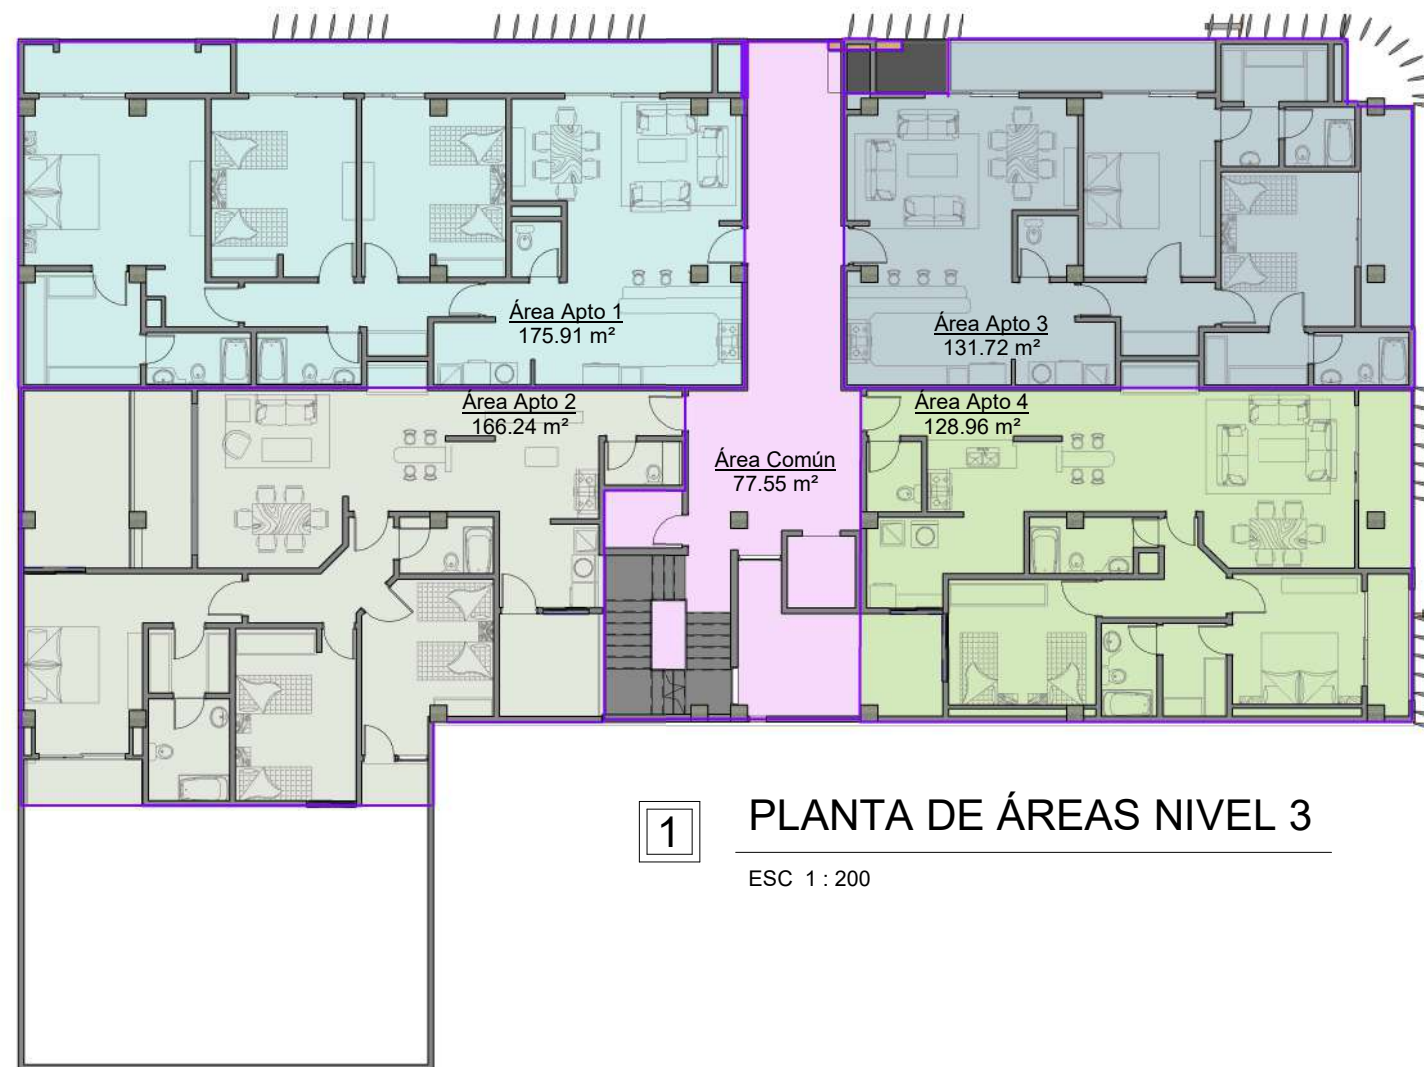 Área Apto 1
175.91 m²
Área Apto 3
131.72 m²
Área Apto 2
166.24 m²
Área Apto 4
128.96 m²
Área Común
77.55 m²
1
PLANTA DE ÁREAS NIVEL 3
ESC 1 : 200